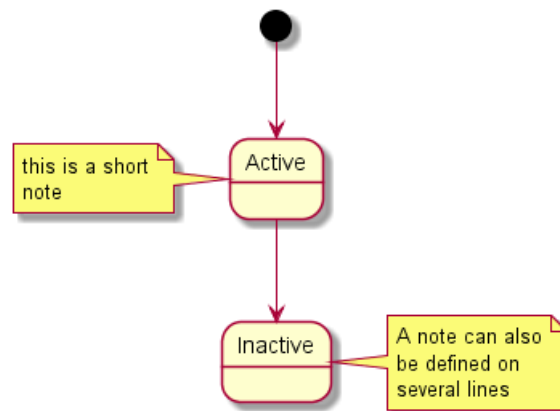 Active
this is a short
note
Inactive
A note can also
be defined on
several lines